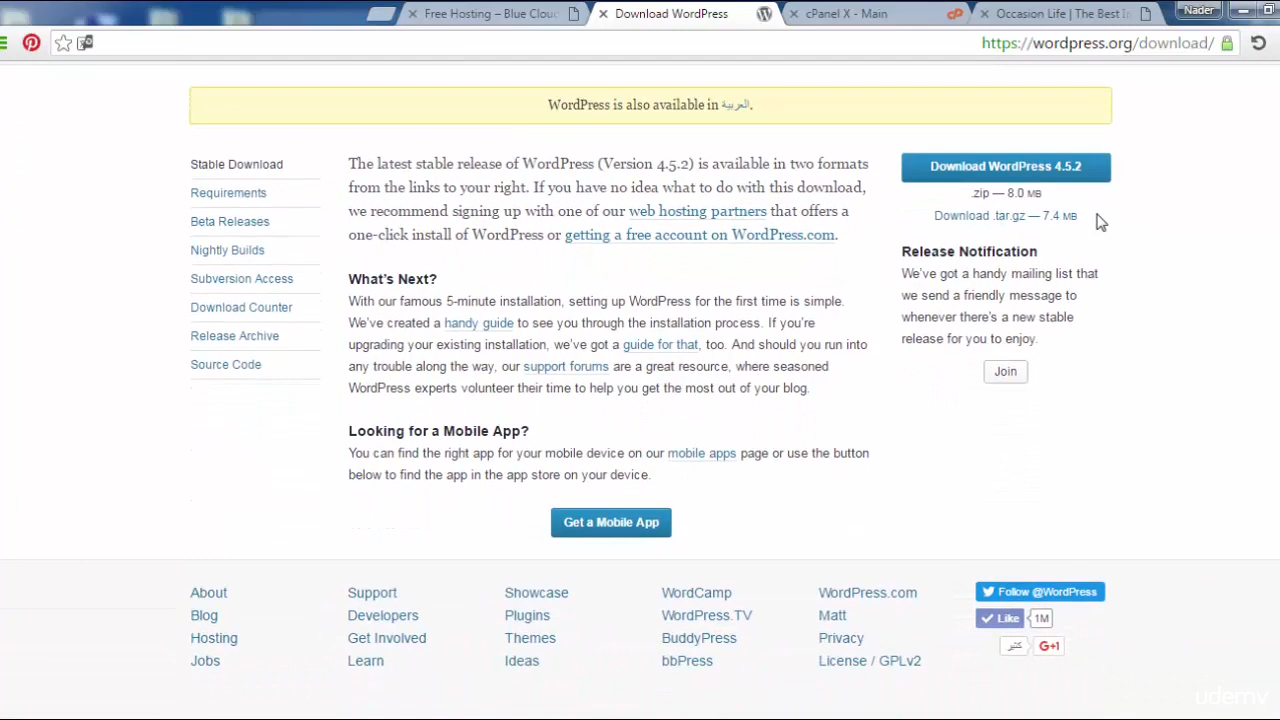 Free Hosting – Blue Cloud
Download WordPress
cPanel X - Main
Occasion Life | The Best In
Nader
https://wordpress.org/download/
WordPress is also available in العربية.
Stable Download
Requirements
Beta Releases
Nightly Builds
Subversion Access
Download Counter
Release Archive
Source Code
The latest stable release of WordPress (Version 4.5.2) is available in two formats
from the links to your right. If you have no idea what to do with this download,
we recommend signing up with one of our web hosting partners that offers a
one-click install of WordPress or getting a free account on WordPress.com.
What's Next?
With our famous 5-minute installation, setting up WordPress for the first time is simple.
We've created a handy guide to see you through the installation process. If you're
upgrading your existing installation, we've got a guide for that, too. And should you run into
any trouble along the way, our support forums are a great resource, where seasoned
WordPress experts volunteer their time to help you get the most out of your blog.
Looking for a Mobile App?
You can find the right app for your mobile device on our mobile apps page or use the button
below to find the app in the app store on your device.
Get a Mobile App
Download WordPress 4.5.2
.zip — 8.0 MB
Download .tar.gz — 7.4 MB
Release Notification
We've got a handy mailing list that
we send a friendly message to
whenever there's a new stable
release for you to enjoy.
Join
About
Blog
Hosting
Jobs
Support
Developers
Get Involved
Learn
Showcase
Plugins
Themes
Ideas
WordCamp
WordPress.TV
BuddyPress
bbPress
WordPress.com
Matt
Privacy
License / GPLv2
Follow @WordPress
Like 1M
كثير G+1
udemy